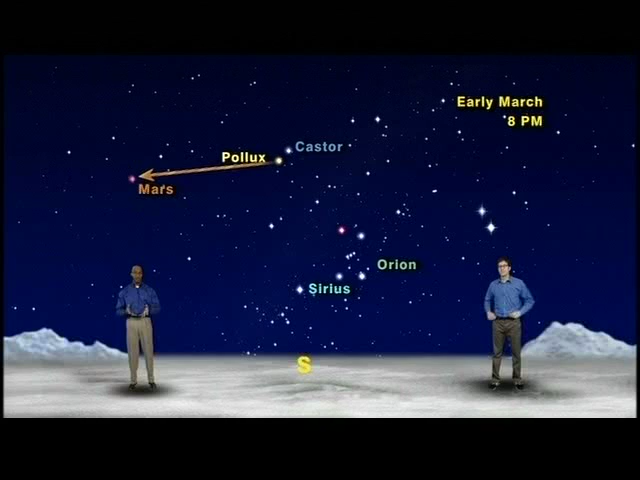 Early March
8 PM
Castor
Pollux
Mars
Orion
Sirius
S